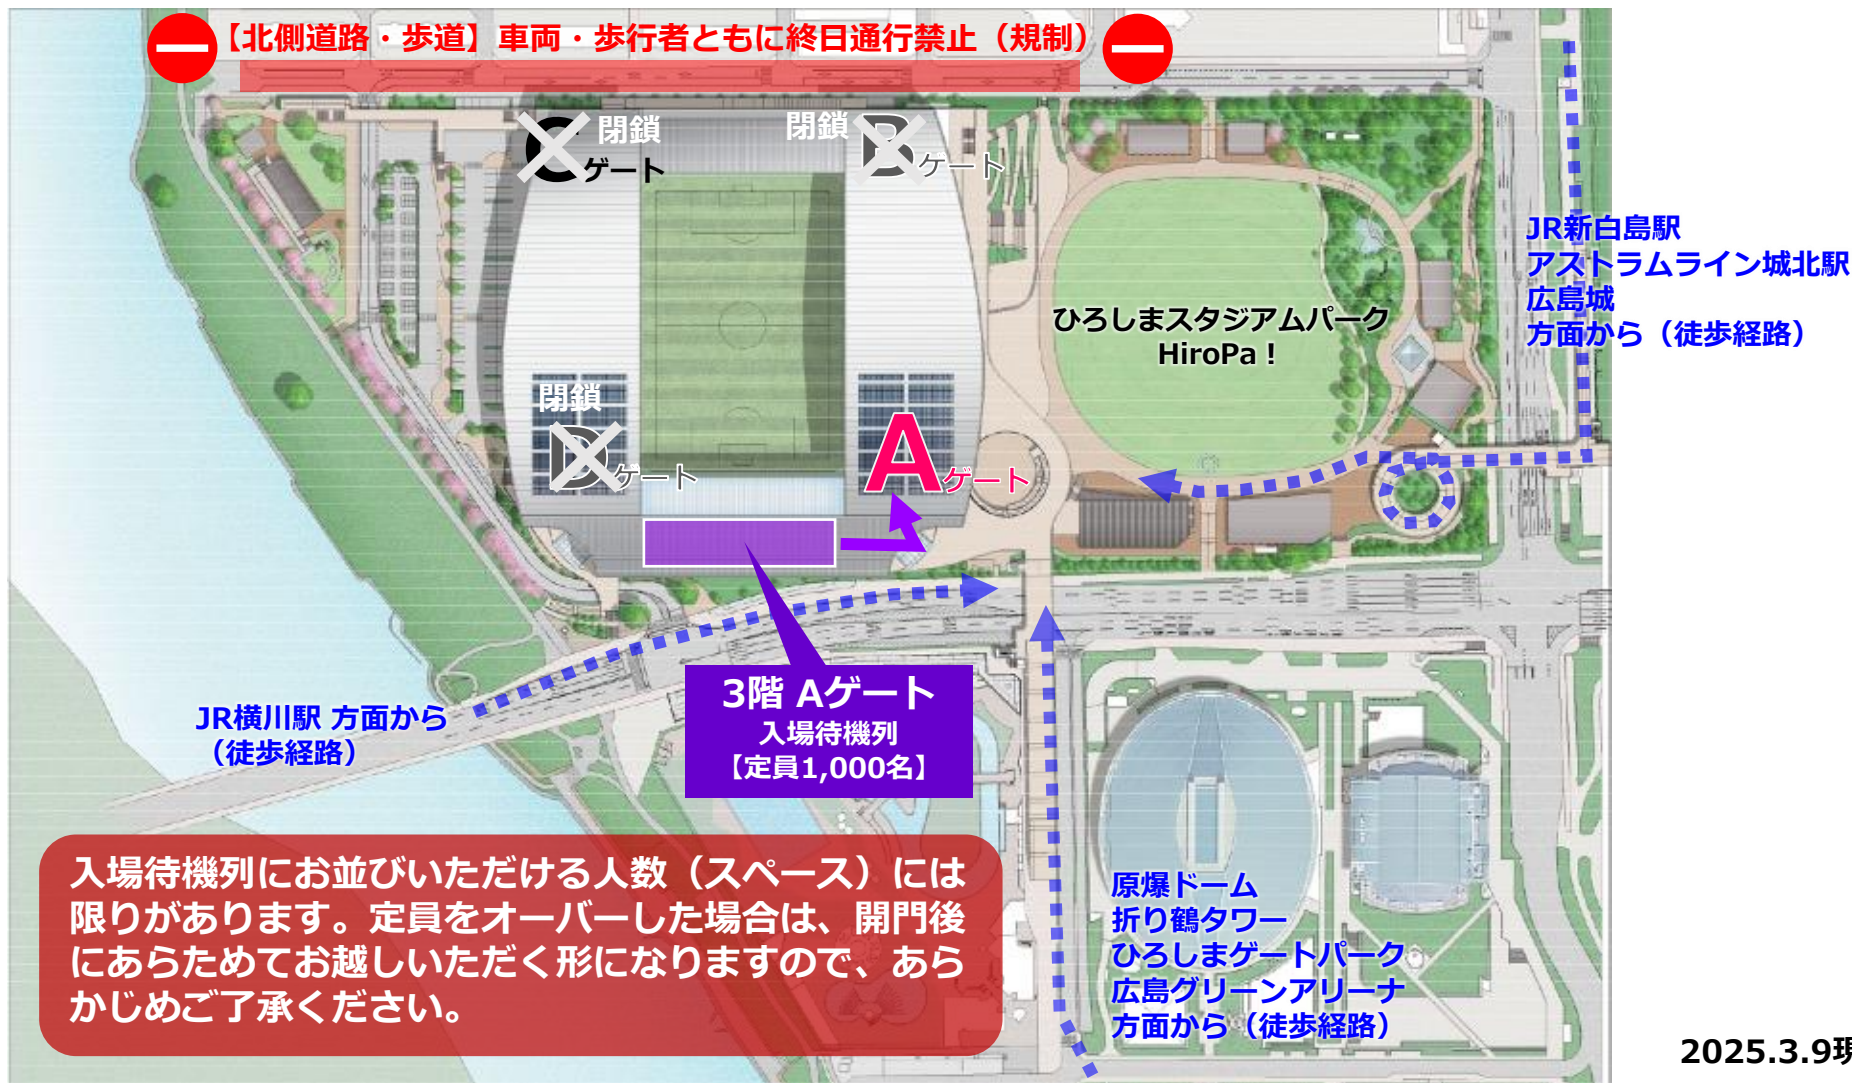 【北側道路・歩道】車両・歩行者ともに終日通行禁止（規制）
C
閉鎖
ゲート
閉鎖
B
ゲート
JR新白島駅
アストラムライン城北駅
広島城
方面から（徒歩経路）
ひろしまスタジアムパーク
HiroPa！
閉鎖
D
ゲート
A
ゲート
3階 Aゲート
入場待機列
【定員1,000名】
JR横川駅 方面から
（徒歩経路）
入場待機列にお並びいただける人数（スペース）には
限りがあります。定員をオーバーした場合は、開門後
にあらためてお越しいただく形になりますので、あら
かじめご了承ください。
原爆ドーム
折り鶴タワー
ひろしまゲートパーク
広島グリーンアリーナ
方面から（徒歩経路）
2025.3.9現